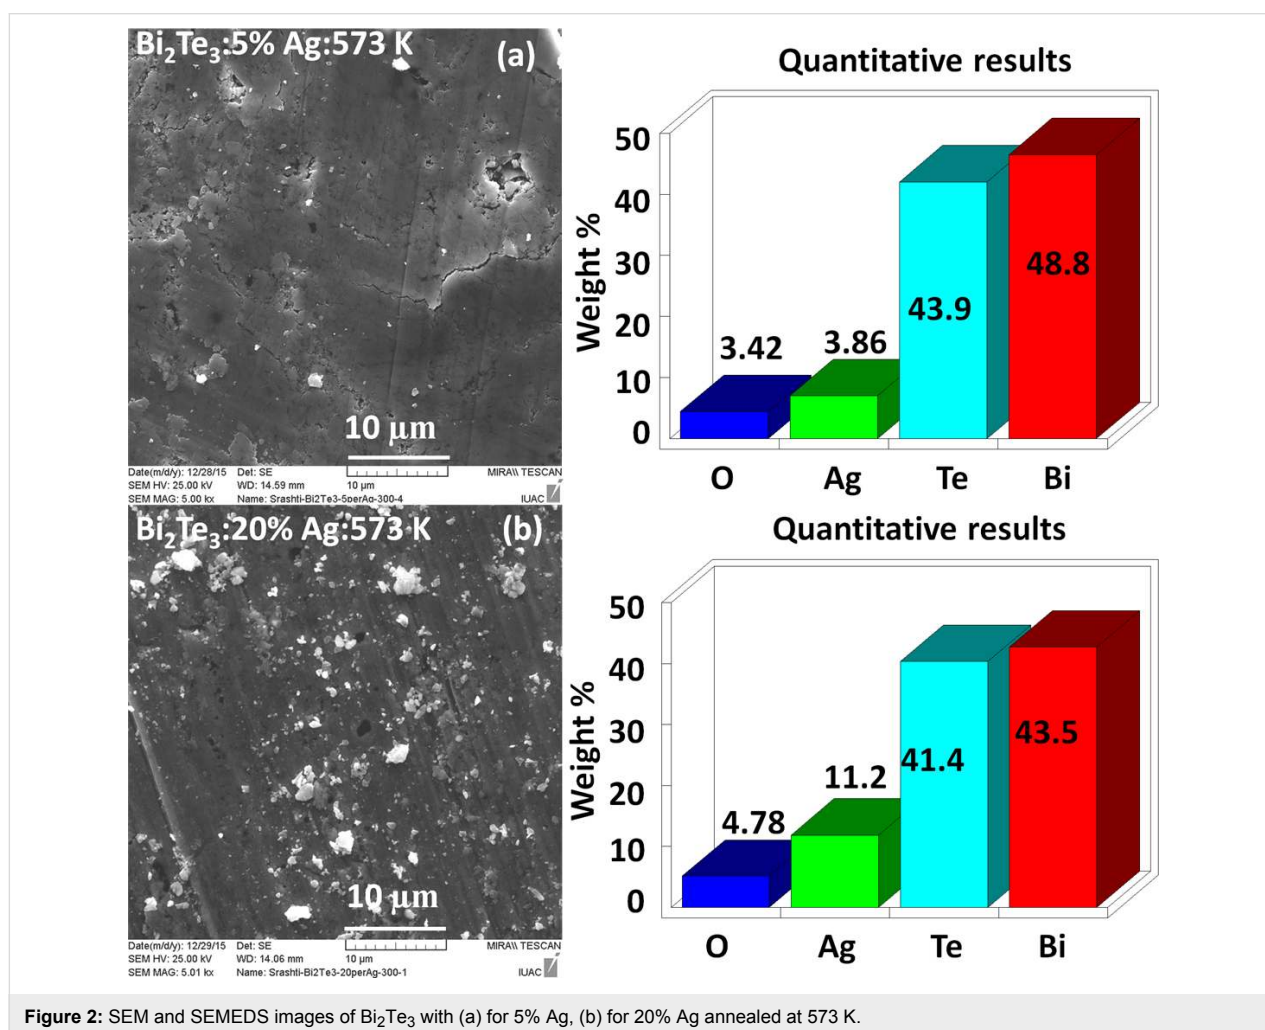 Bi2Te3:5% Ag:573 K
(a)
10 µm
Date(m/d/y): 12/28/15 Det: SE MIRA\\ TESCAN
SEM HV: 25.00 kV WD: 14.59 mm 10 µm
SEM MAG: 5.00 kx Name: Srashti-Bi2Te3-5perAg-300-4 IUAC
Quantitative results
Weight %
50
40
30
20
10
0
3.42
3.86
43.9
48.8
O Ag Te Bi
Bi2Te3:20% Ag:573 K
(b)
10 µm
Date(m/d/y): 12/29/15 Det: SE MIRA\\ TESCAN
SEM HV: 25.00 kV WD: 14.06 mm 10 µm
SEM MAG: 5.01 kx Name: Srashti-Bi2Te3-20perAg-300-1 IUAC
Quantitative results
Weight %
50
40
30
20
10
0
4.78
11.2
41.4
43.5
O Ag Te Bi
Figure 2: SEM and SEMEDS images of Bi2Te3 with (a) for 5% Ag, (b) for 20% Ag annealed at 573 K.